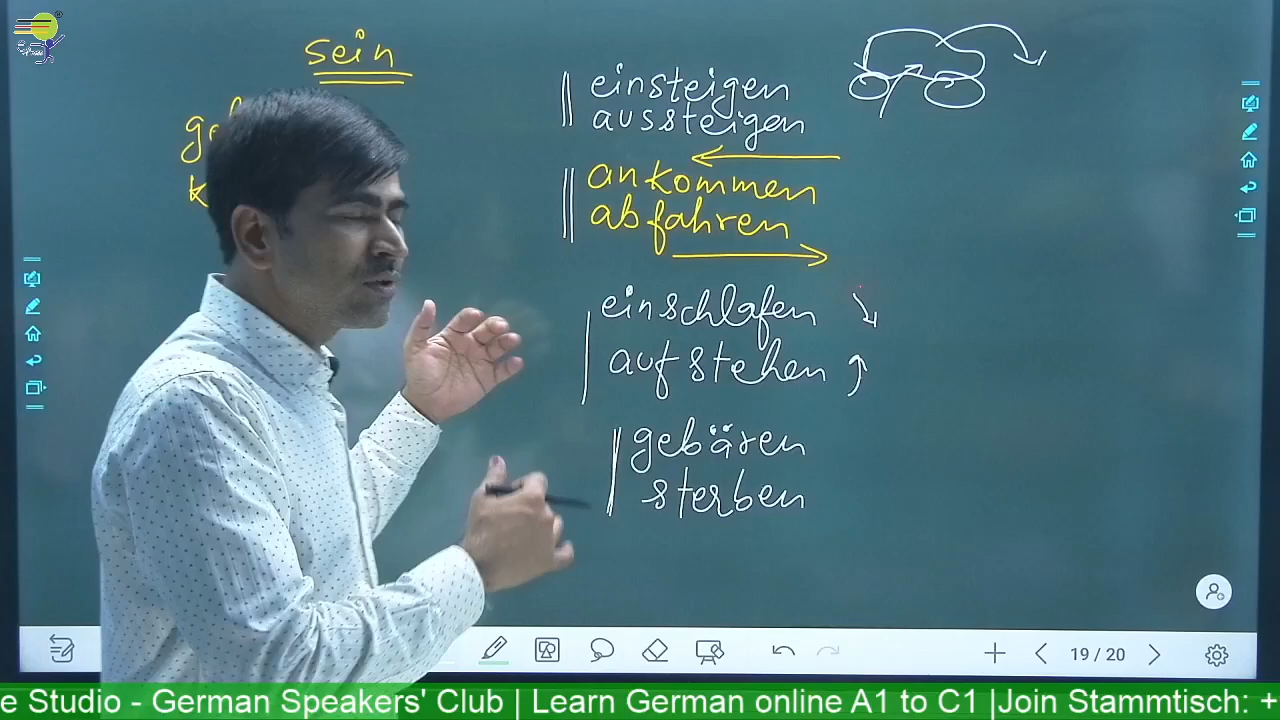 sein
einsteigen
aussteigen
ankommen
abfahren
einschlafen
aufstehen
gebären
sterben
19 / 20
e Studio - German Speakers' Club | Learn German online A1 to C1 |Join Stammtisch: +